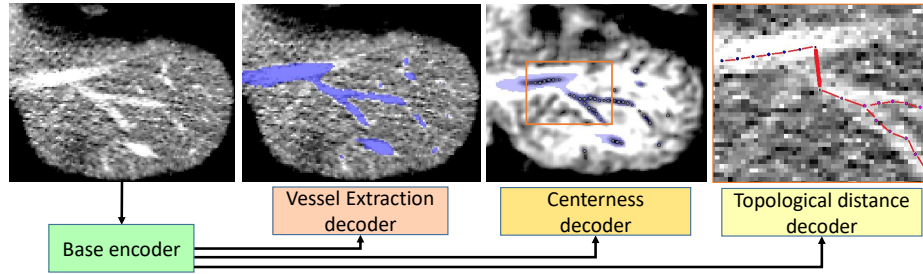 Vessel Extraction
decoder
Centerness
decoder
Topological distance
decoder
Base encoder